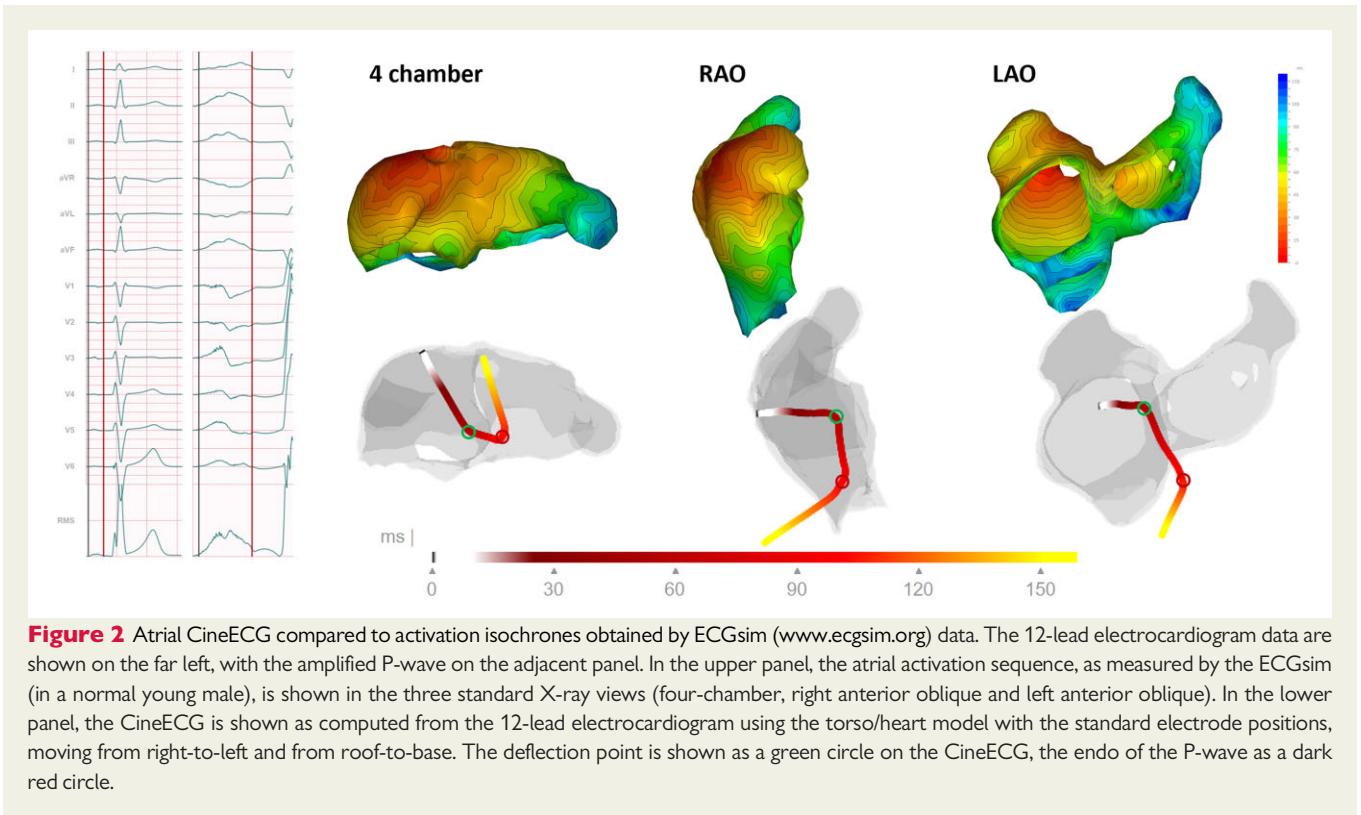 4 chamber
RAO
LAO
I
II
III
aVR
aVL
aVF
V1
V2
V3
V4
V5
V6
RMS
ms
0
30
60
90
120
150
Figure 2 Atrial CineECG compared to activation isochrones obtained by ECGsim (www.ecgsim.org) data. The 12-lead electrocardiogram data are
shown on the far left, with the amplified P-wave on the adjacent panel. In the upper panel, the atrial activation sequence, as measured by the ECGsim
(in a normal young male), is shown in the three standard X-ray views (four-chamber, right anterior oblique and left anterior oblique). In the lower
panel, the CineECG is shown as computed from the 12-lead electrocardiogram using the torso/heart model with the standard electrode positions,
moving from right-to-left and from roof-to-base. The deflection point is shown as a green circle on the CineECG, the endo of the P-wave as a dark
red circle.